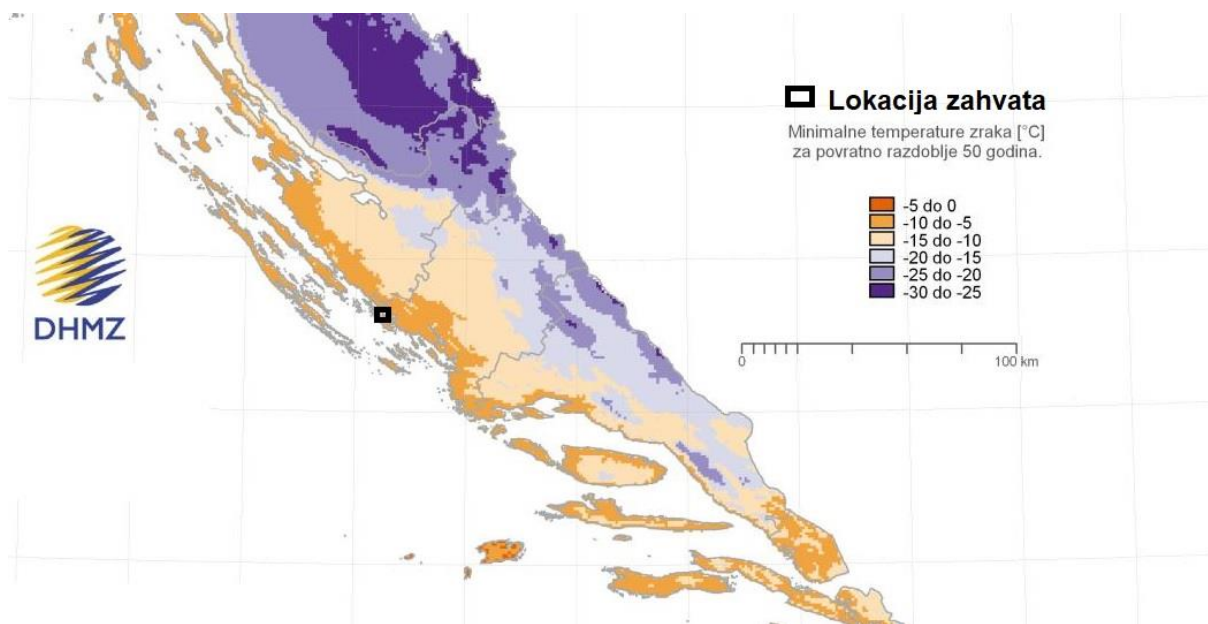 Lokacija zahvata
Minimalne temperature zraka [°C]
za povratno razdoblje 50 godina.
-5 do 0
-10 do -5
-15 do -10
-20 do -15
-25 do -20
-30 do -25
DHMZ
0
100 km